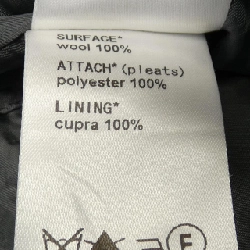 SURFACE*
wool 100%
ATTACH* (pleats)
polyester 100%
LINING*
cupra 100%
F